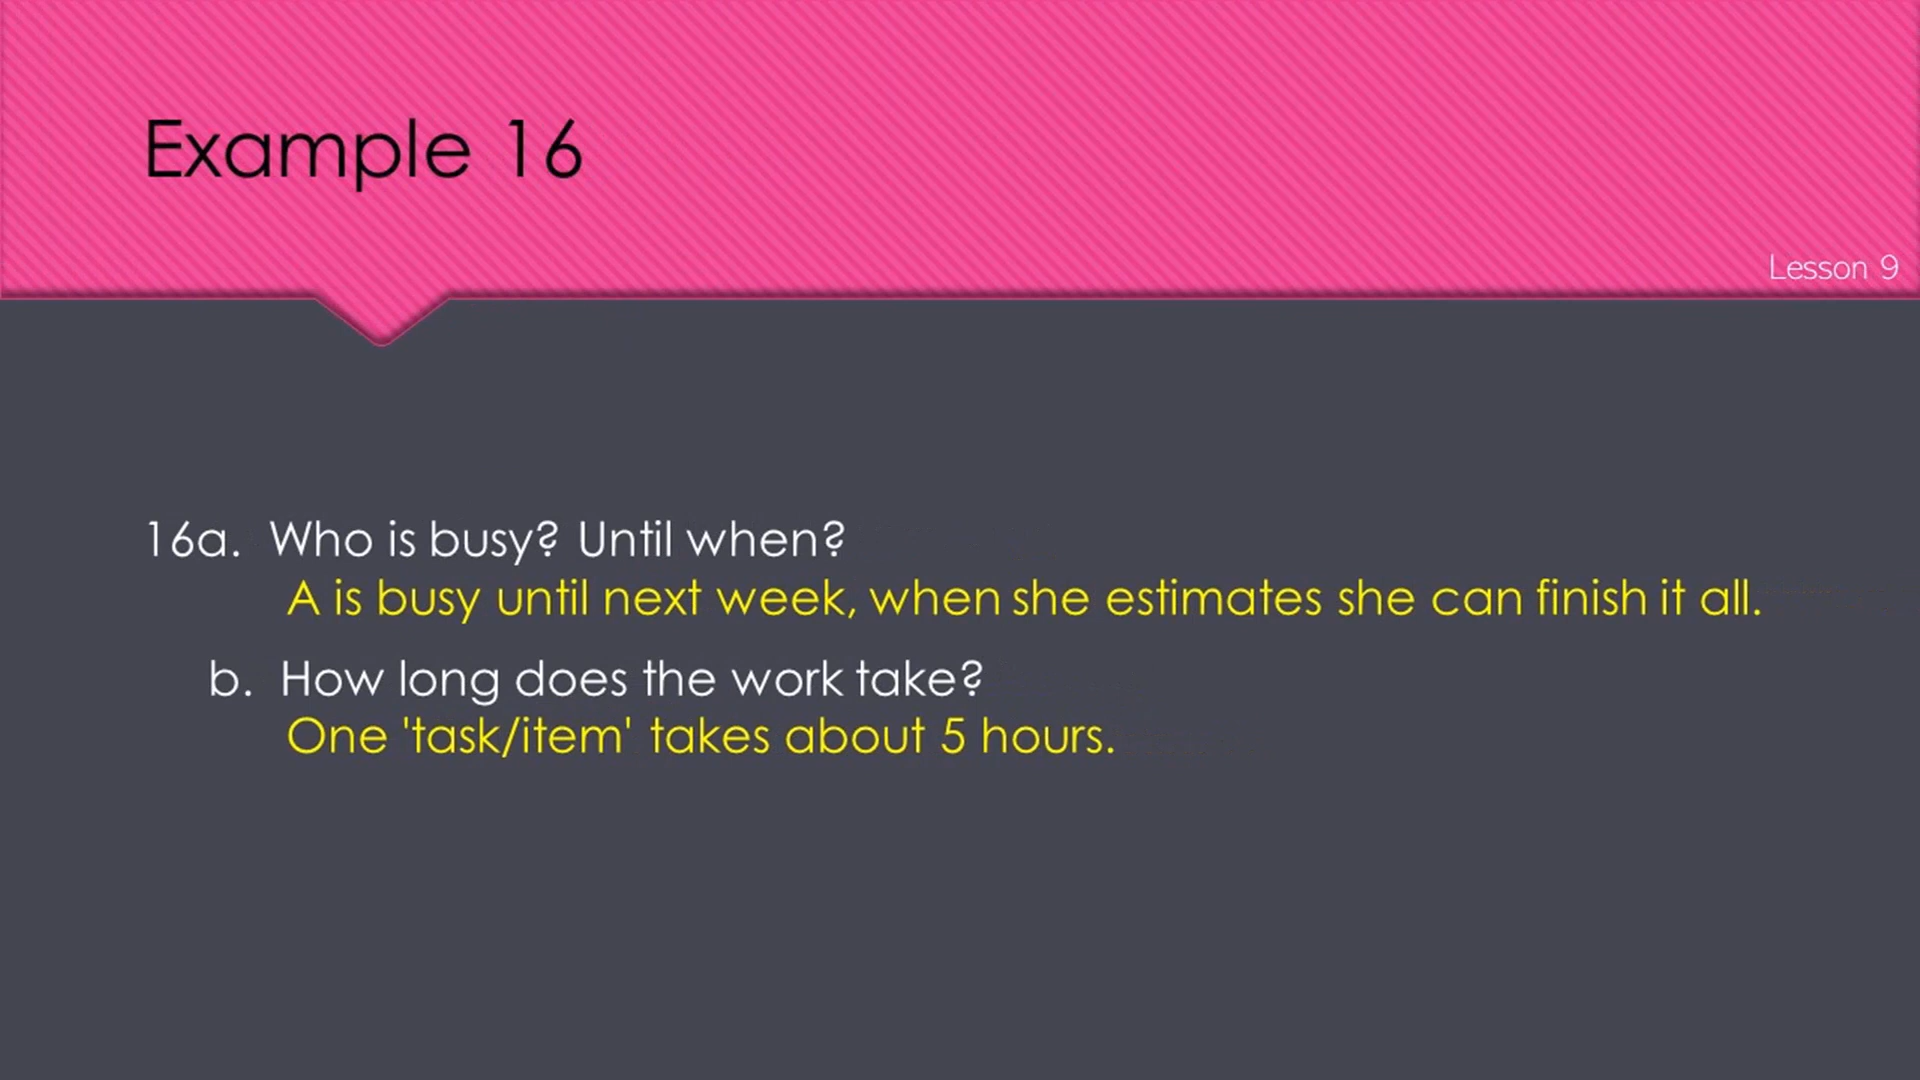 Example 16
Lesson 9
16a. Who is busy? Until when?
A is busy until next week, when she estimates she can finish it all.
b. How long does the work take?
One 'task/item' takes about 5 hours.